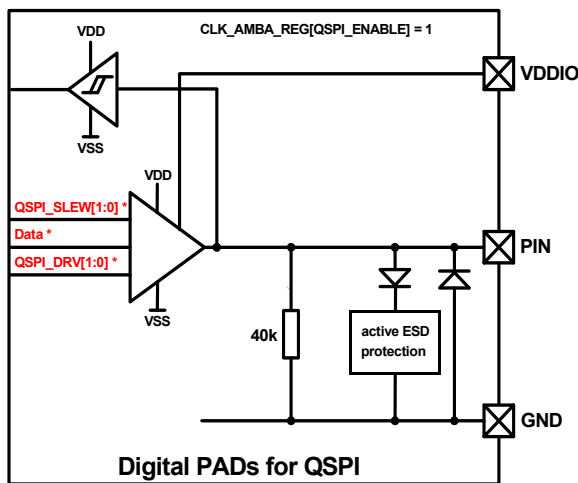 CLK_AMBA_REG[QSPI_ENABLE] = 1
VDD
VDDIO
VSS
VDD
QSPI_SLEW[1:0] *
Data *
QSPI_DRV[1:0] *
PIN
VSS
40k
active ESD
protection
GND
Digital PADs for QSPI